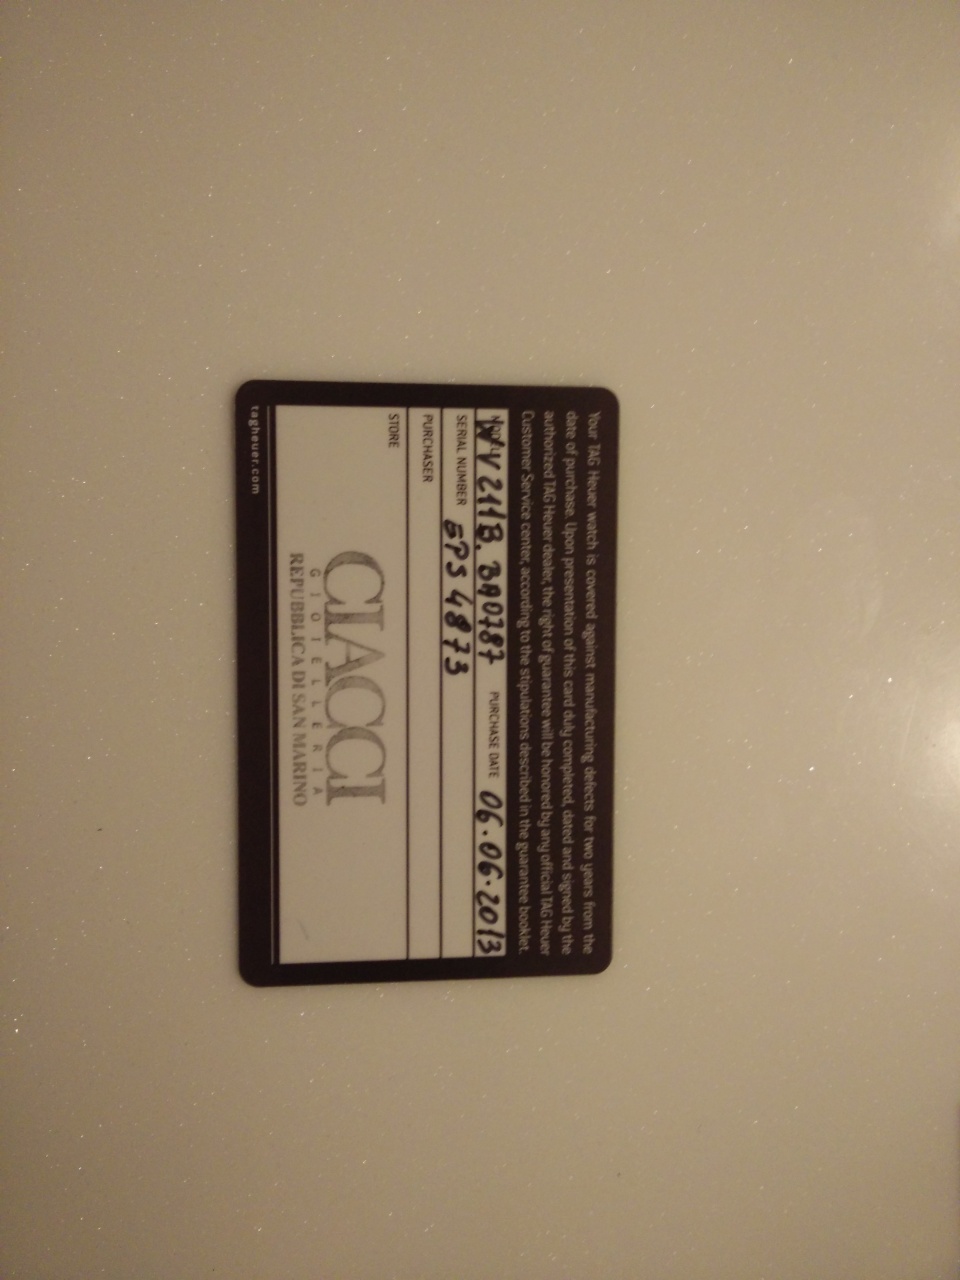 Your TAG Heuer watch is covered against manufacturing defects for two years from the
date of purchase. Upon presentation of this card duly completed, dated and signed by the
authorized TAG Heuer dealer, the right of guarantee will be honored by any official TAG Heuer
Customer Service center, according to the stipulations described in the guarantee booklet.
MODEL WV211B.BA0787 PURCHASE DATE 06.06.2013
SERIAL NUMBER EPS 4873
PURCHASER
STORE
CIACCI
GIOIELLERIA
REPUBBLICA DI SAN MARINO
tagheuer.com